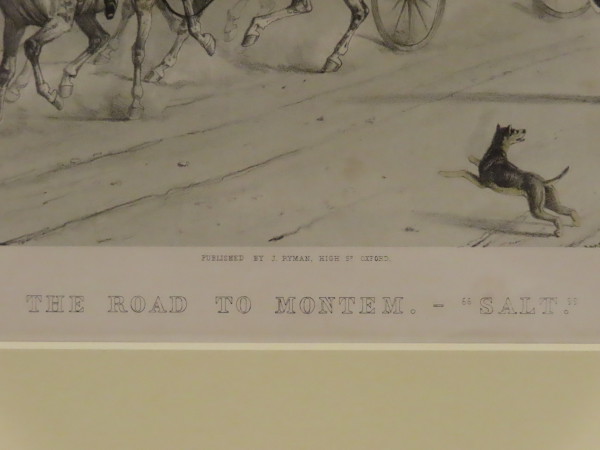 PUBLISHED BY J. RYMAN, HIGH ST OXFORD.
THE ROAD TO MONTEM. – "SALT."